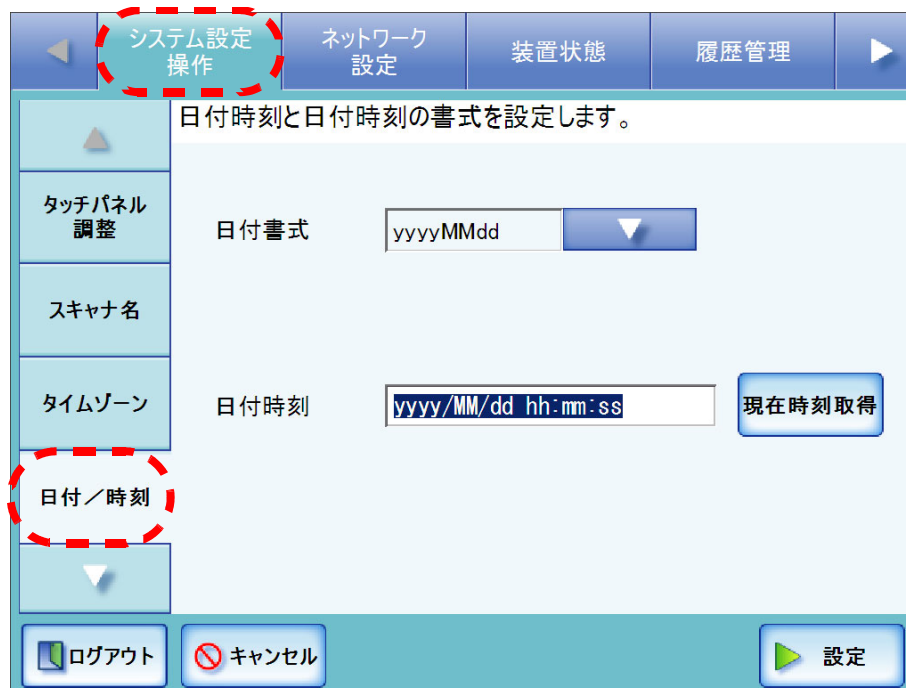 システム設定
操作
ネットワーク
設定
装置状態
履歴管理
日付時刻と日付時刻の書式を設定します。
タッチパネル
調整
日付書式
yyyyMMdd
スキャナ名
タイムゾーン
日付時刻
yyyy/MM/dd hh:mm:ss
現在時刻取得
日付／時刻
ログアウト
キャンセル
設定